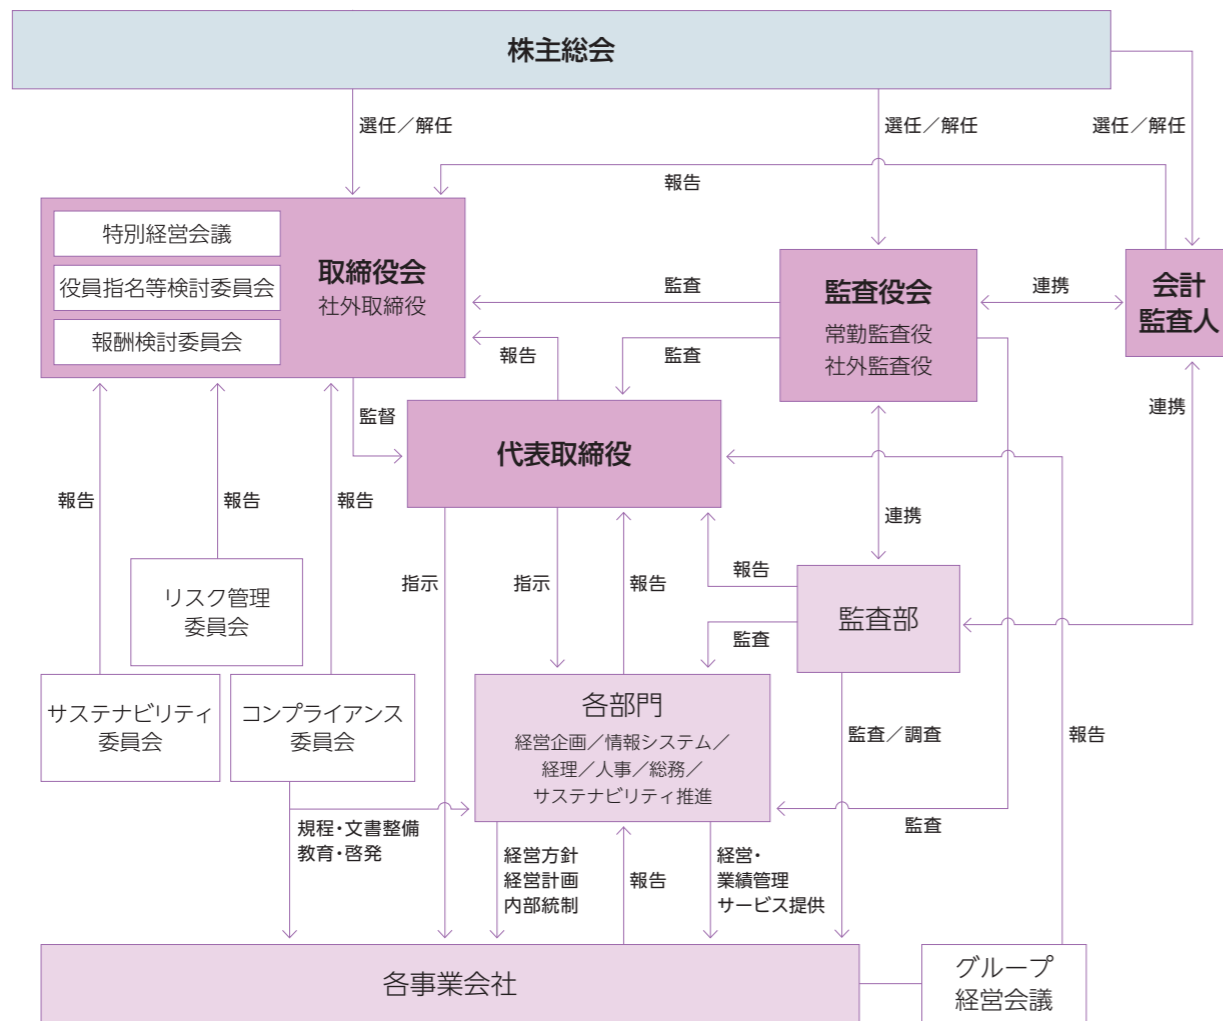 株主総会
選任／解任
選任／解任
選任／解任
報告
特別経営会議
役員指名等検討委員会
報酬検討委員会
取締役会
社外取締役
監査
監査役会
常勤監査役
社外監査役
連携
会計
監査人
報告
監査
監督
代表取締役
連携
報告
報告
報告
連携
リスク管理
委員会
指示
指示
報告
報告
監査部
監査
サステナビリティ
委員会
コンプライアンス
委員会
各部門
経営企画／情報システム／
経理／人事／総務／
サステナビリティ推進
監査／調査
報告
規程・文書整備
教育・啓発
監査
経営方針
経営計画
内部統制
報告
経営・
業績管理
サービス提供
各事業会社
グループ
経営会議